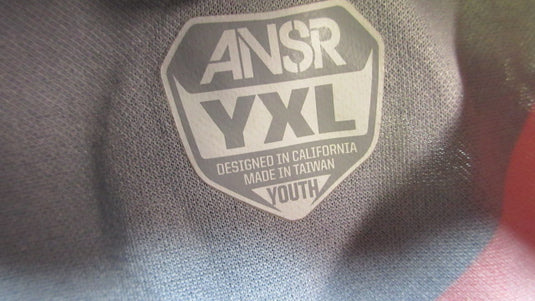 ANSR
YXL
DESIGNED IN CALIFORNIA
MADE IN TAIWAN
YOUTH